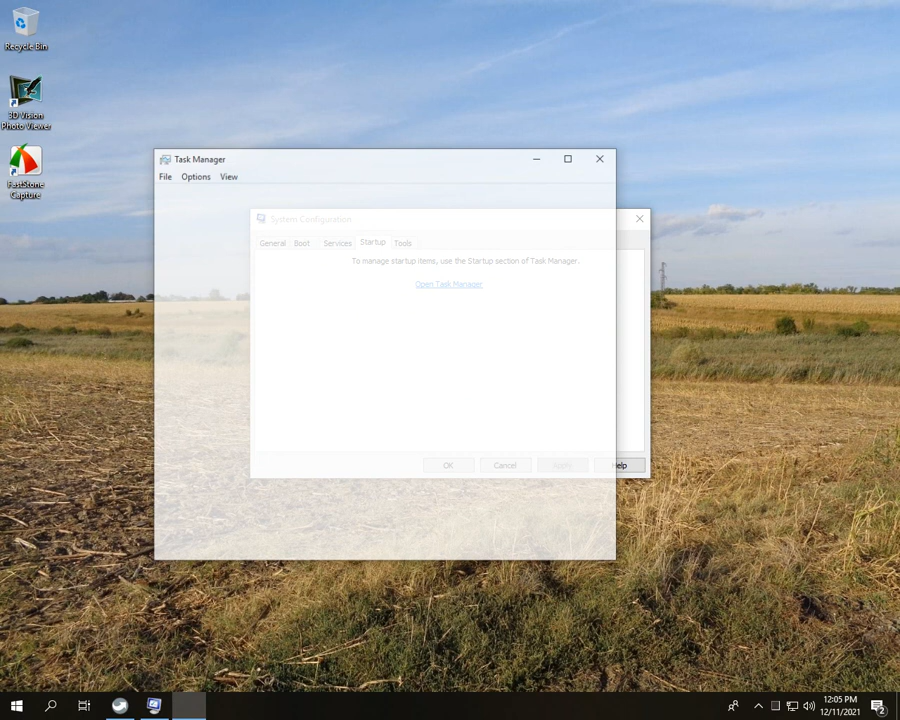 Recycle Bin
3D Vision
Photo Viewer
FastStone
Capture
Task Manager
File Options View
System Configuration
General Boot Services Startup Tools
To manage startup items, use the Startup section of Task Manager.
Open Task Manager
OK Cancel Apply Help
12:05 PM
12/11/2021
2